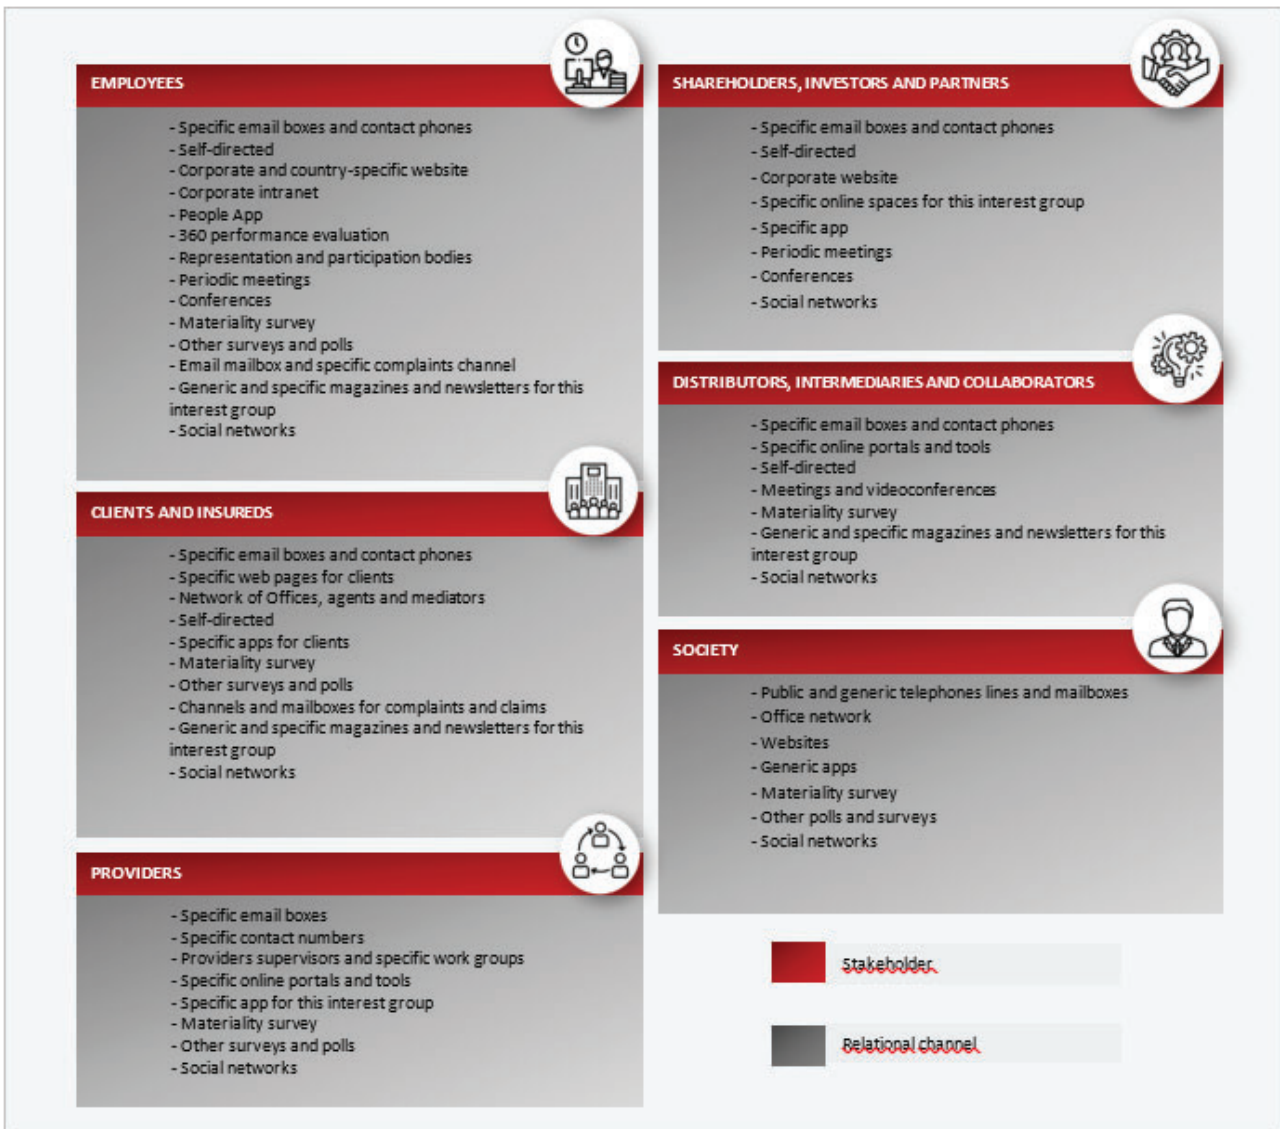 EMPLOYEES
- Specific email boxes and contact phones
- Self-directed
- Corporate and country-specific website
- Corporate intranet
- People App
- 360 performance evaluation
- Representation and participation bodies
- Periodic meetings
- Conferences
- Materiality survey
- Other surveys and polls
- Email mailbox and specific complaints channel
- Generic and specific magazines and newsletters for this
interest group
- Social networks
CLIENTS AND INSUREDS
- Specific email boxes and contact phones
- Specific web pages for clients
- Network of Offices, agents and mediators
- Self-directed
- Specific apps for clients
- Materiality survey
- Other surveys and polls
- Channels and mailboxes for complaints and claims
- Generic and specific magazines and newsletters for this
interest group
- Social networks
PROVIDERS
- Specific email boxes
- Specific contact numbers
- Providers supervisors and specific work groups
- Specific online portals and tools
- Specific app for this interest group
- Materiality survey
- Other surveys and polls
- Social networks
SHAREHOLDERS, INVESTORS AND PARTNERS
- Specific email boxes and contact phones
- Self-directed
- Corporate website
- Specific online spaces for this interest group
- Specific app
- Periodic meetings
- Conferences
- Social networks
DISTRIBUTORS, INTERMEDIARIES AND COLLABORATORS
- Specific email boxes and contact phones
- Specific online portals and tools
- Self-directed
- Meetings and videoconferences
- Materiality survey
- Generic and specific magazines and newsletters for this
interest group
- Social networks
SOCIETY
- Public and generic telephones lines and mailboxes
- Office network
- Websites
- Generic apps
- Materiality survey
- Other polls and surveys
- Social networks
Stakeholder
Relational channel